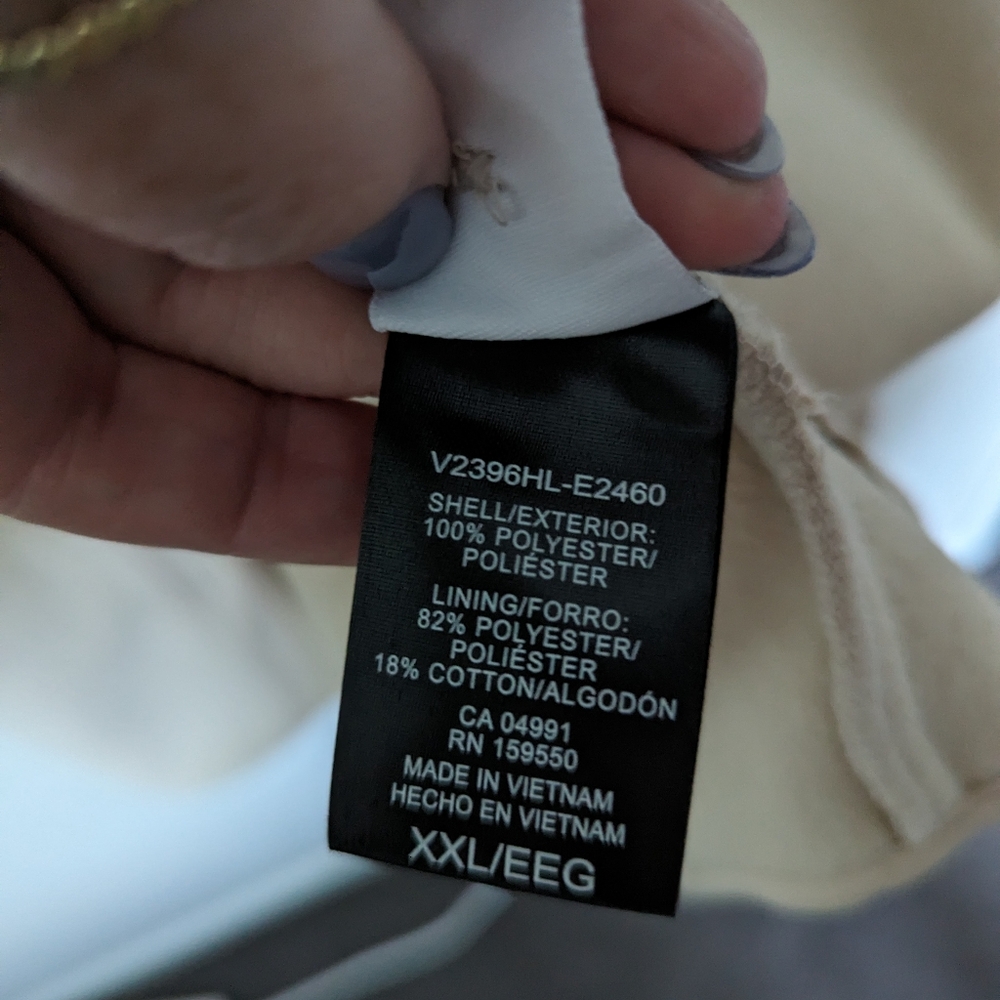 V2396HL-E2460
SHELL/EXTERIOR:
100% POLYESTER/
POLIÉSTER
LINING/FORRO:
82% POLYESTER/
POLIÉSTER
18% COTTON/ALGODÓN
CA 04991
RN 159550
MADE IN VIETNAM
HECHO EN VIETNAM
XXL/EEG